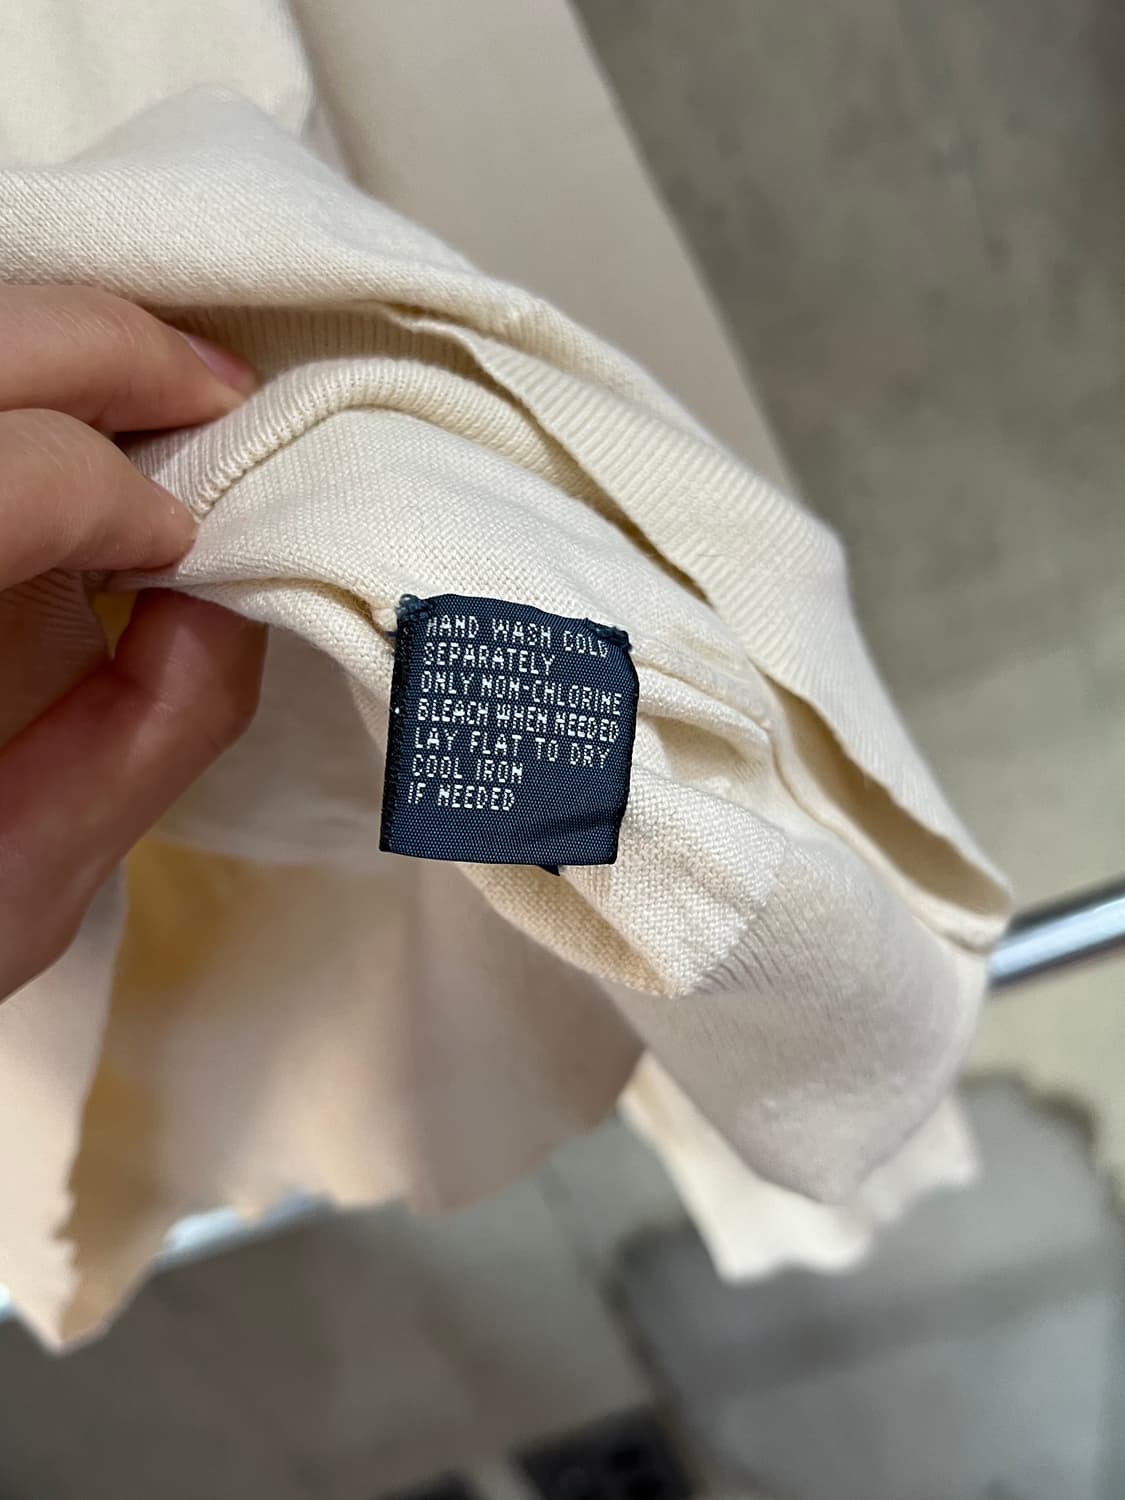 HAND WASH COLD
SEPARATELY
ONLY NON-CHLORINE
BLEACH WHEN NEEDED
LAY FLAT TO DRY
COOL IRON
IF NEEDED